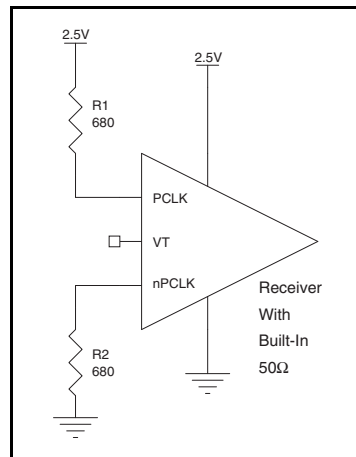 2.5V
2.5V
R1
680
PCLK
VT
nPCLK
Receiver
With
Built-In
50Ω
R2
680